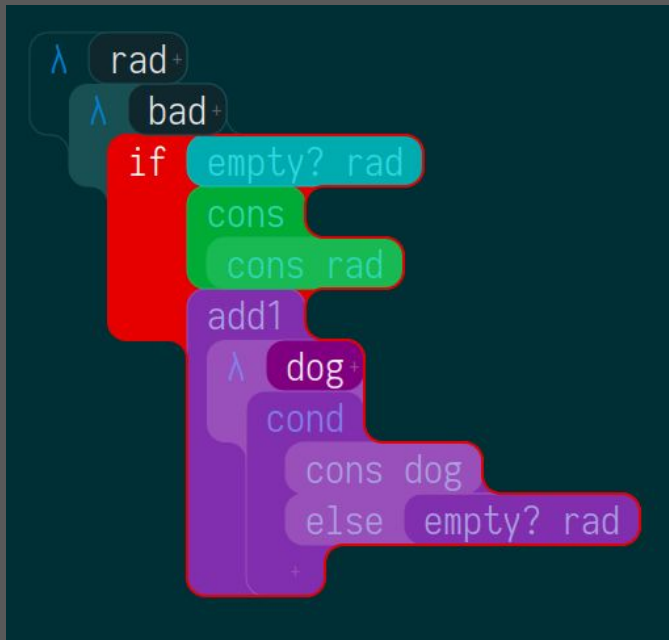 λ rad +
λ bad +
if empty? rad
cons
cons rad
add1
λ dog +
cond
cons dog
else empty? rad
+